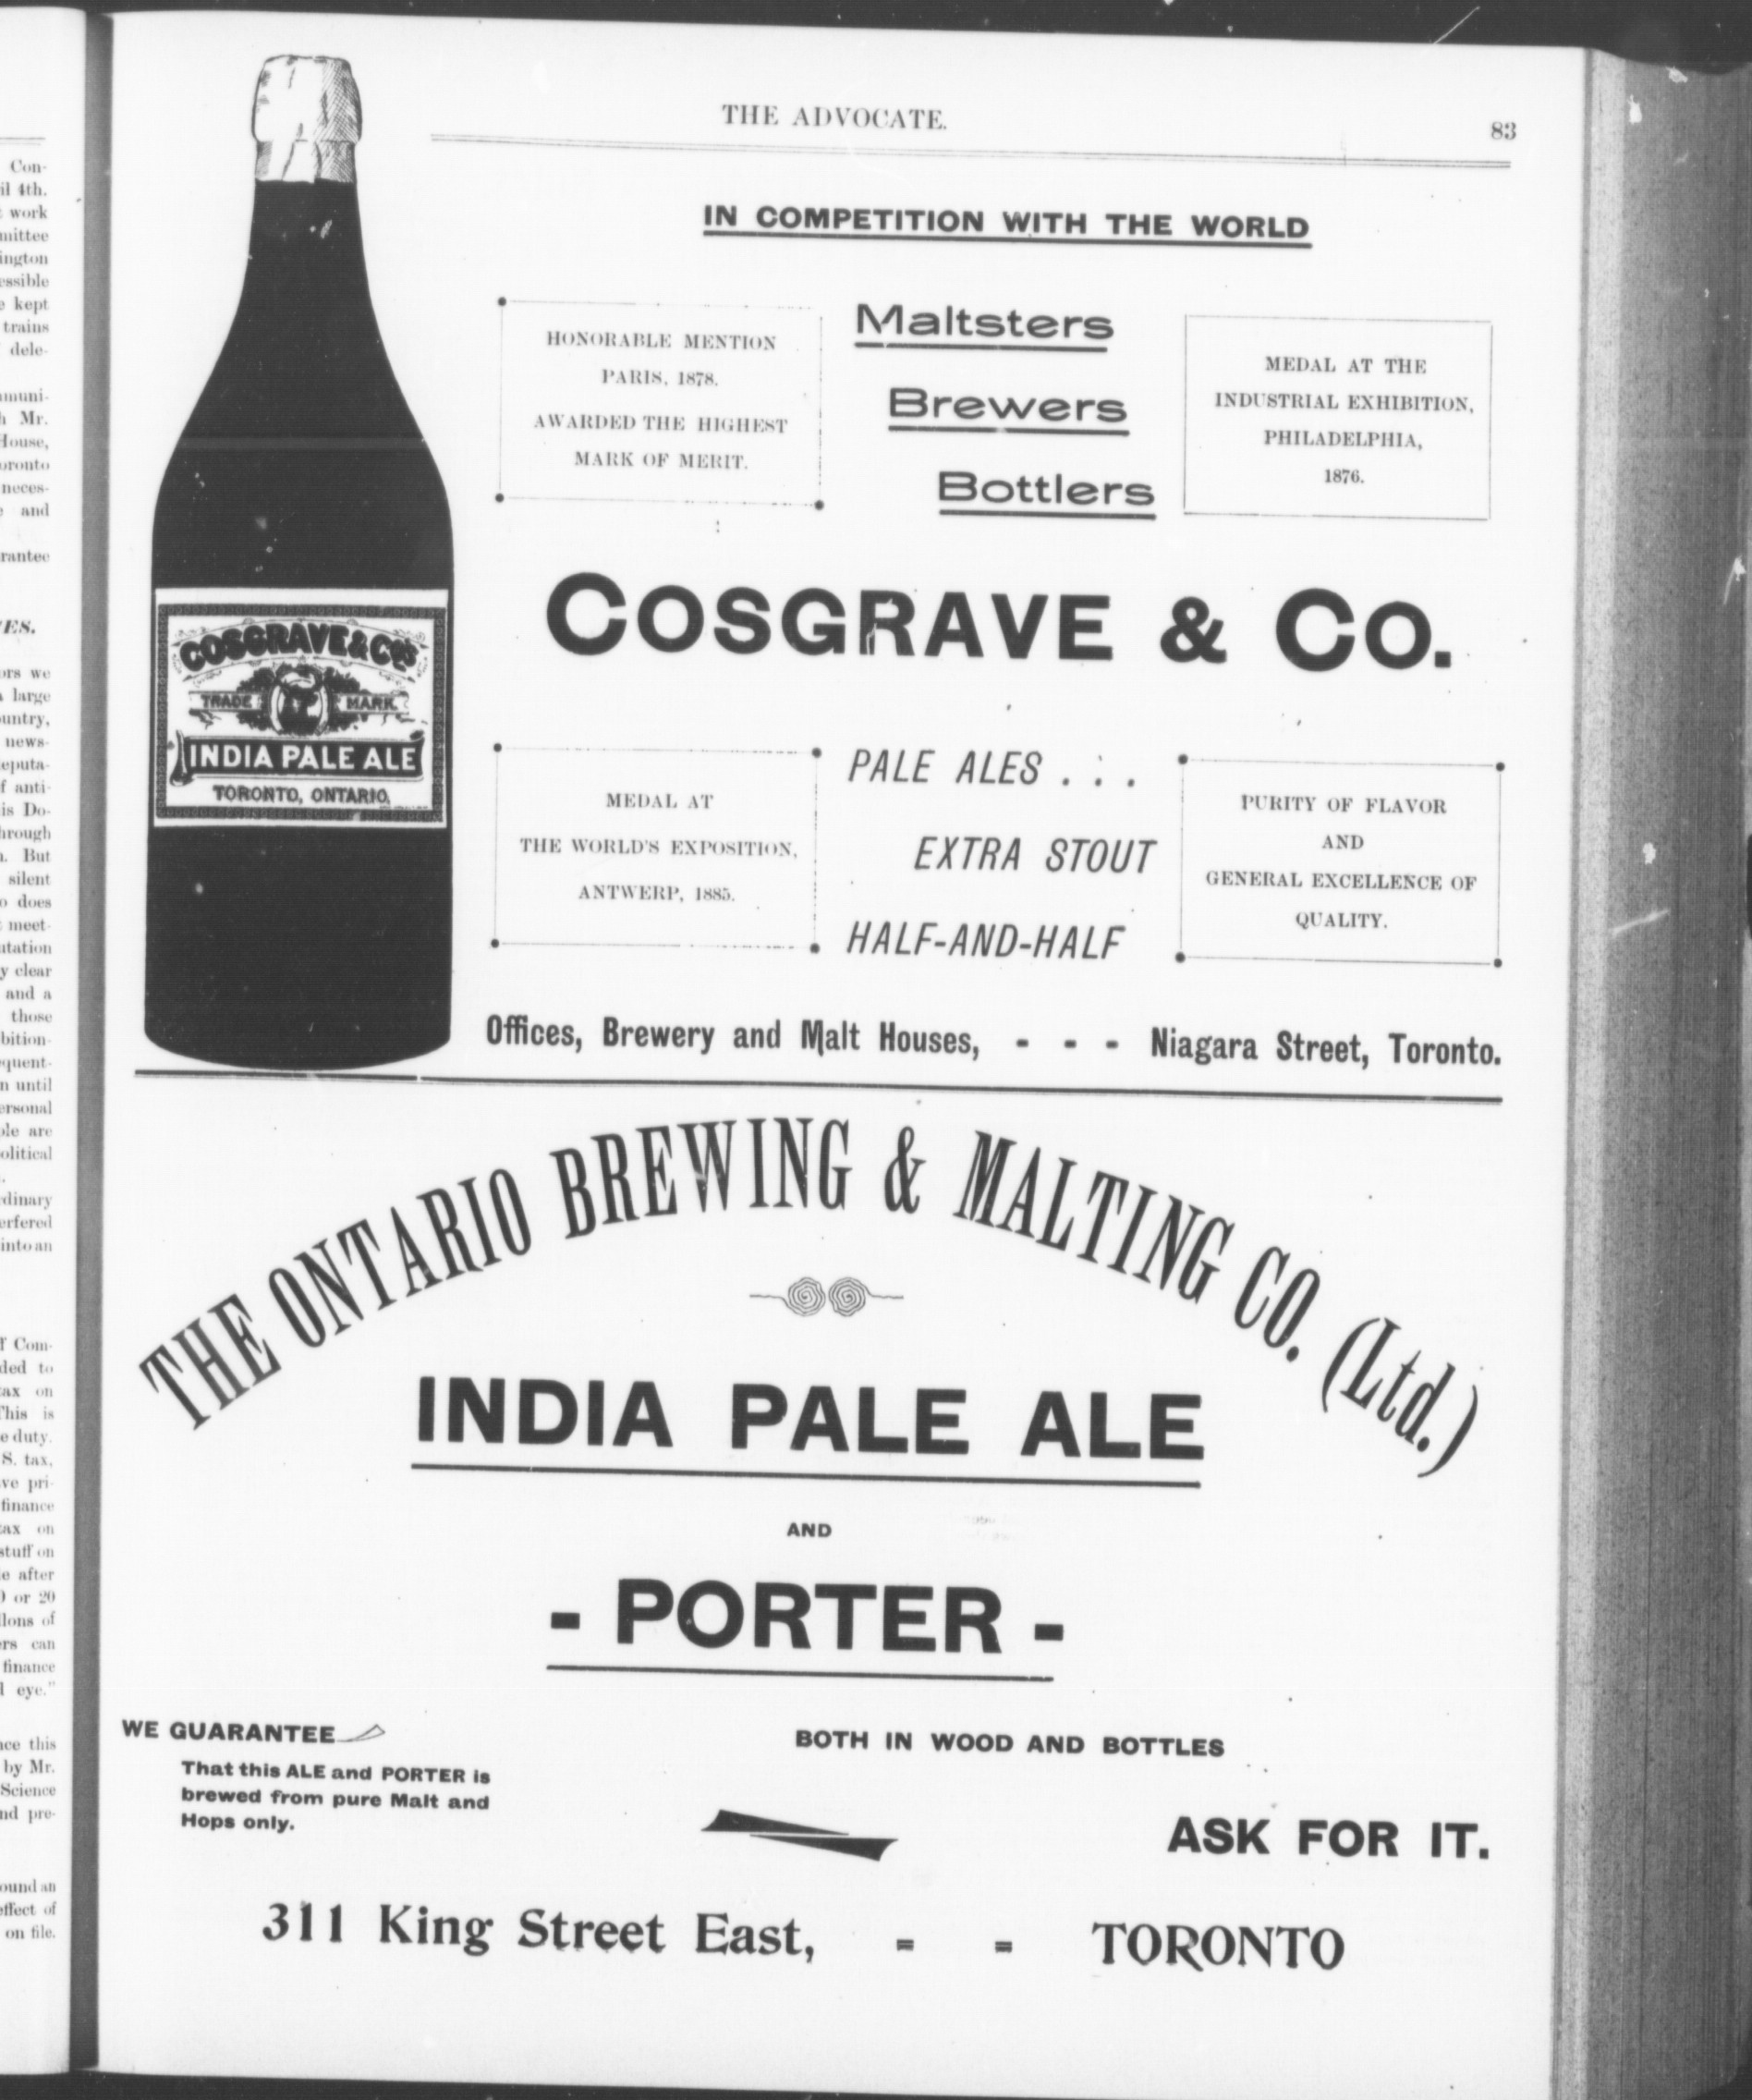 THE ADVOCATE.
83
IN COMPETITION WITH THE WORLD
HONORABLE MENTION
PARIS, 1878.
AWARDED THE HIGHEST
MARK OF MERIT.
Maltsters
Brewers
Bottlers
MEDAL AT THE
INDUSTRIAL EXHIBITION,
PHILADELPHIA,
1876.
COSGRAVE & CO.
COSGRAVE & CO'S
TRADE MARK
INDIA PALE ALE
TORONTO, ONTARIO.
MEDAL AT
THE WORLD'S EXPOSITION,
ANTWERP, 1885.
PALE ALES . . .
EXTRA STOUT
HALF-AND-HALF
PURITY OF FLAVOR
AND
GENERAL EXCELLENCE OF
QUALITY.
Offices, Brewery and Malt Houses, - - - Niagara Street, Toronto.
THE ONTARIO BREWING & MALTING CO. (Ltd.)
INDIA PALE ALE
AND
- PORTER -
WE GUARANTEE
That this ALE and PORTER is
brewed from pure Malt and
Hops only.
BOTH IN WOOD AND BOTTLES
ASK FOR IT.
311 King Street East, - - TORONTO